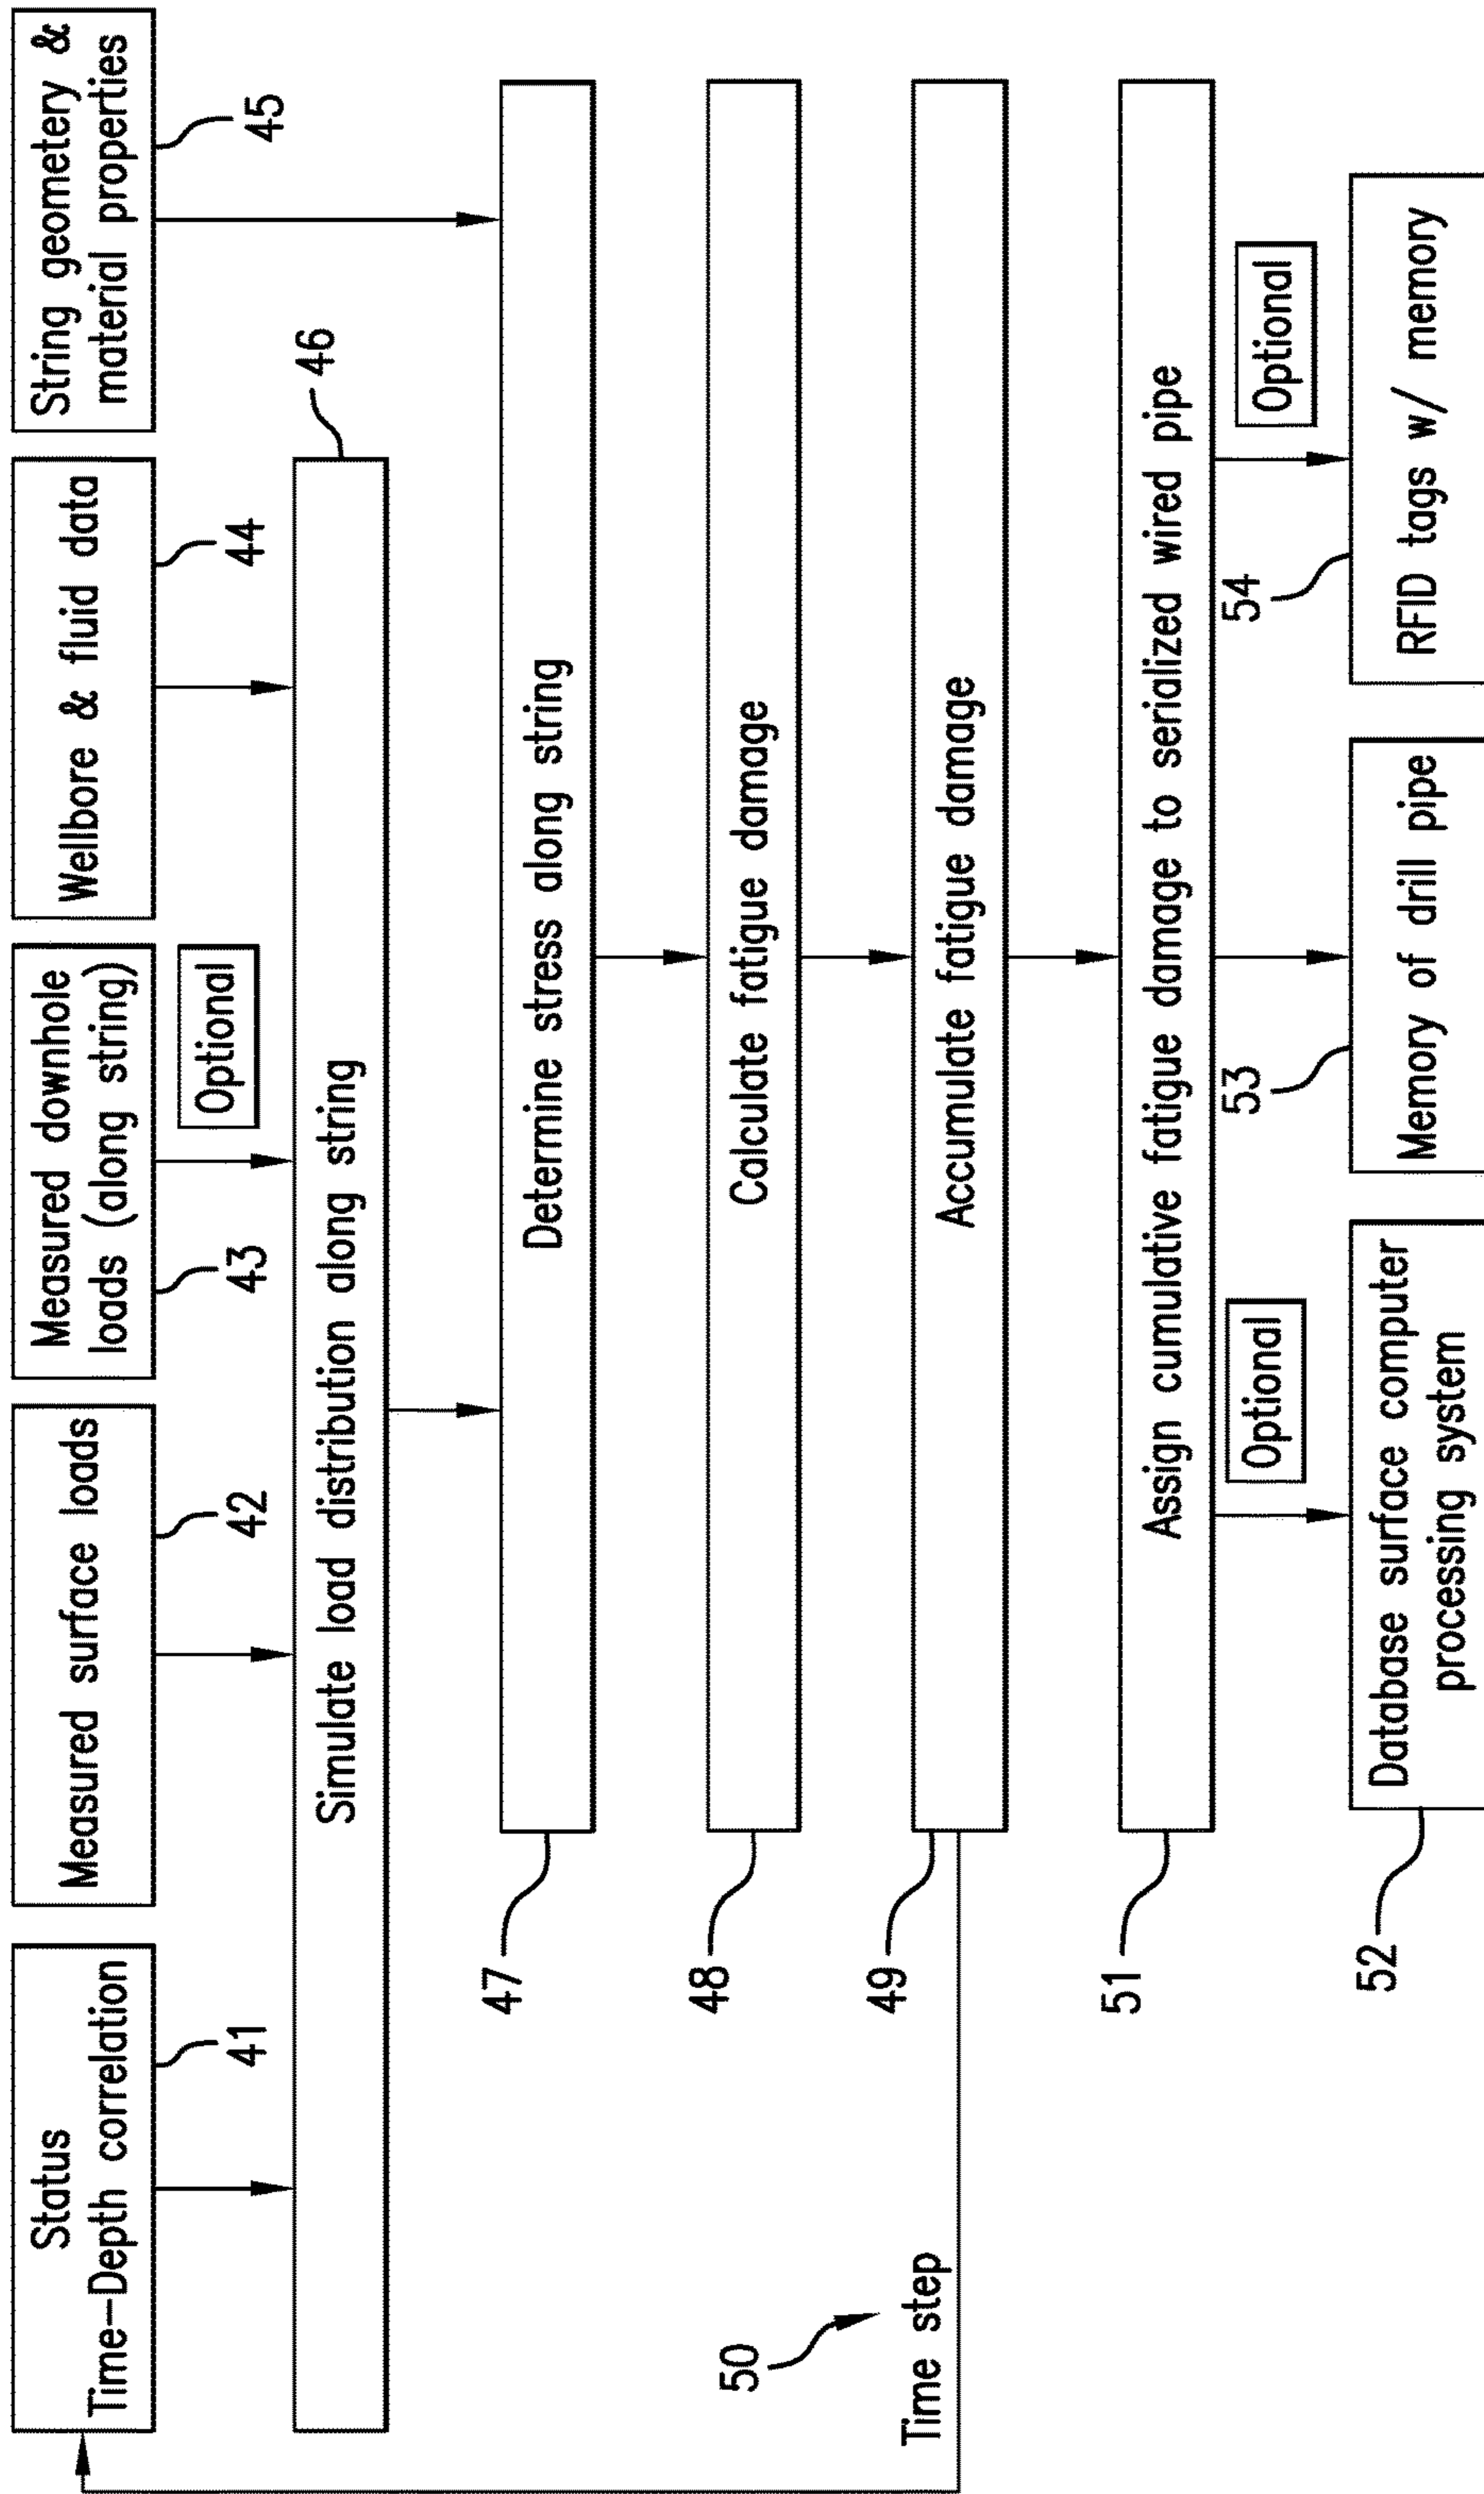 Status
Time-Depth correlation
41
Measured surface loads
42
Measured downhole
loads (along string)
43
Optional
Wellbore & fluid data
44
String geometery &
material properties
45
Simulate load distribution along string
46
Determine stress along string
47
Calculate fatigue damage
48
Accumulate fatigue damage
49
50
Time step
Assign cumulative fatigue damage to serialized wired pipe
51
Optional
Database surface computer
processing system
52
Memory of drill pipe
53
Optional
RFID tags w/ memory
54